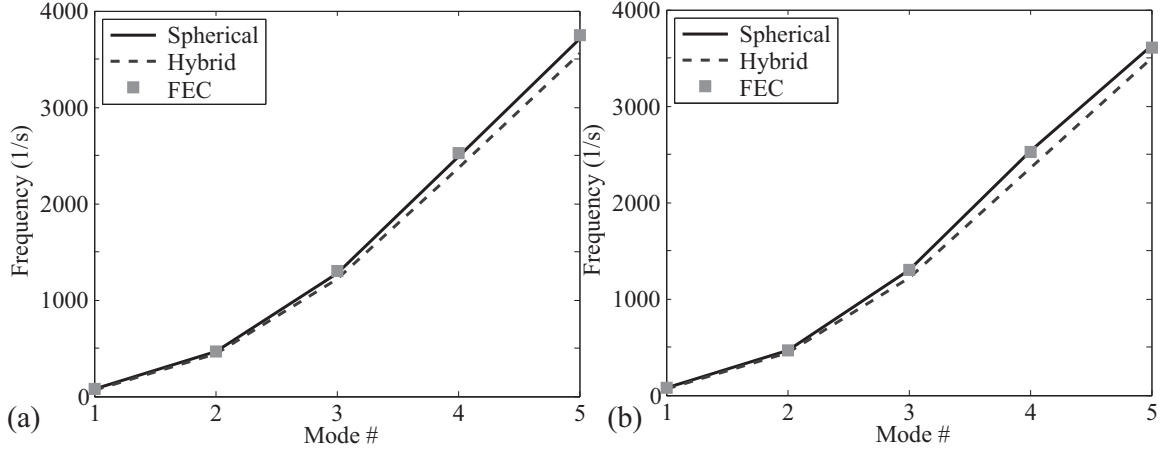 4000
3000
2000
1000
0
Frequency (1/s)
Spherical
Hybrid
FEC
1 2 3 4 5
Mode #
(a)
4000
3000
2000
1000
0
Frequency (1/s)
Spherical
Hybrid
FEC
1 2 3 4 5
Mode #
(b)